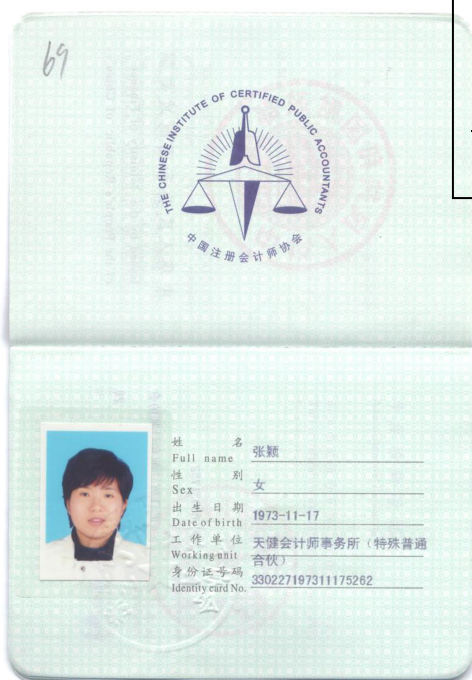 69
THE CHINESE INSTITUTE OF CERTIFIED PUBLIC ACCOUNTANTS
中国注册会计师协会
姓 名
Full name
张颖
性 别
Sex
女
出生日期
Date of birth
1973-11-17
工作单位
Working unit
天健会计师事务所（特殊普通
合伙）
身份证号码
Identity card No.
330227197311175262